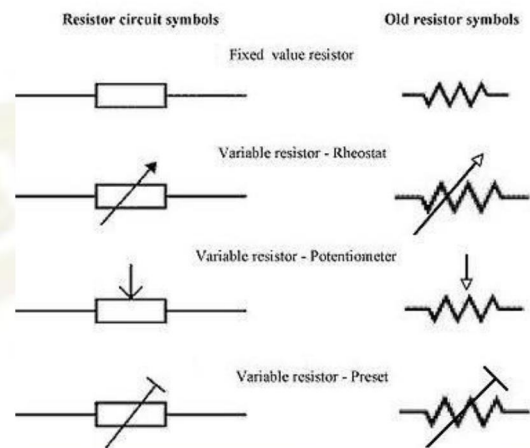 Resistor circuit symbols
Old resistor symbols
Fixed value resistor
Variable resistor - Rheostat
Variable resistor - Potentiometer
Variable resistor - Preset